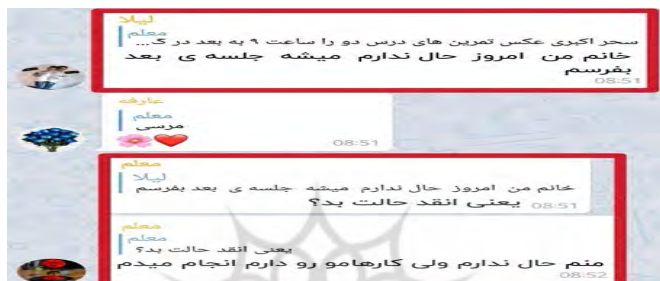 لیلا
معلم
سحر اکبری عکس تمرین های درس دو را ساعت ۹ به بعد در گ...
خانم من امروز حال ندارم میشه جلسه ی بعد
بفرسم
08:51
عارفه
معلم
مرسی
🌸❤️
08:51
معلم
لیلا
خانم من امروز حال ندارم میشه جلسه ی بعد بفرسم
یعنی انقد حالت بد؟ 08:51
معلم
معلم
یعنی انقد حالت بد؟
منم حال ندارم ولی کارهامو رو دارم انجام میدم
08:52